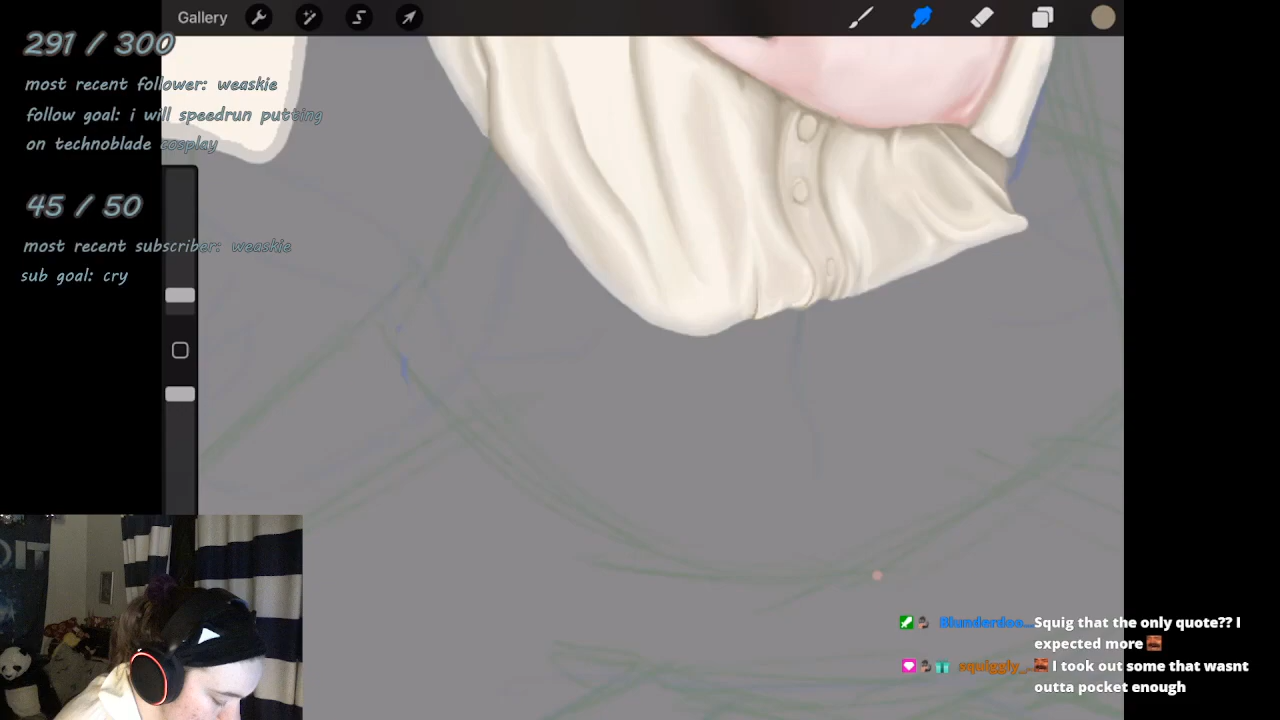 Gallery
291 / 300
most recent follower: weaskie
follow goal: i will speedrun putting
on technoblade cosplay
45 / 50
most recent subscriber: weaskie
sub goal: cry
Blunderdoo... Squig that the only quote?? I
expected more
squiggly_... I took out some that wasnt
outta pocket enough